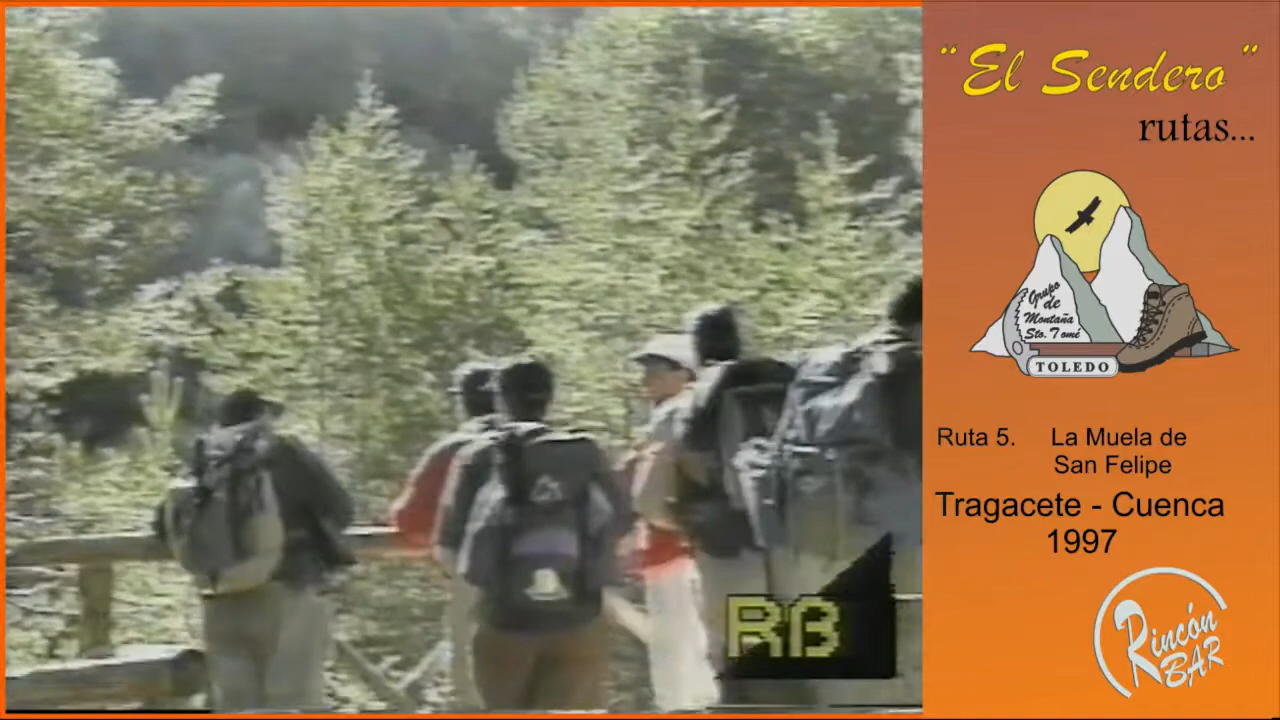 "El Sendero"
rutas...
Grupo
de
Montaña
Sto. Tomé
TOLEDO
Ruta 5. La Muela de
San Felipe
Tragacete - Cuenca
1997
Rincón
BAR
RB